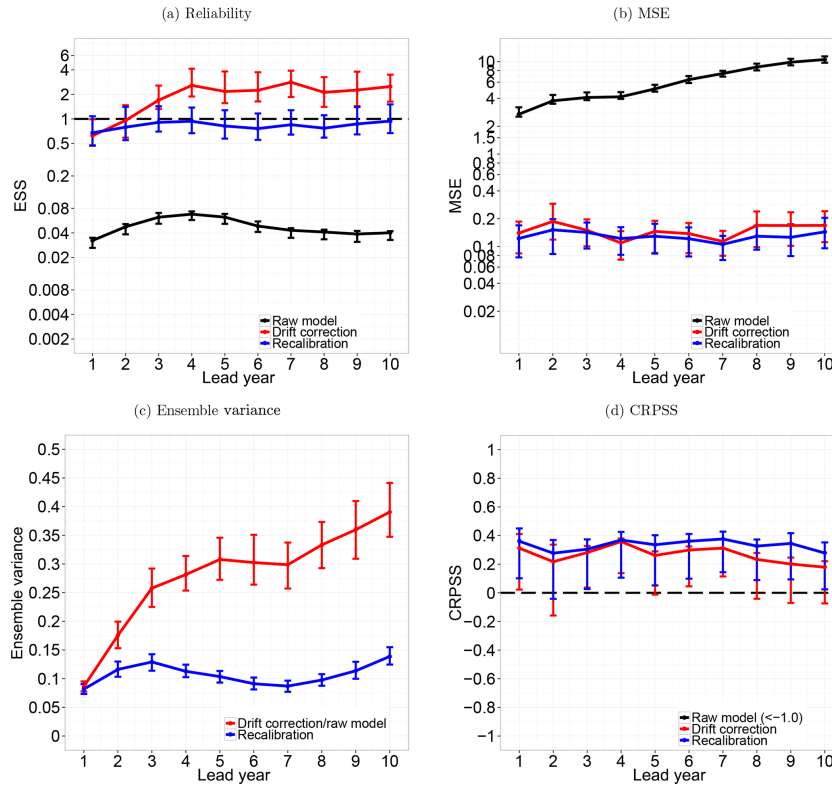 (a) Reliability
6
4
2
1
0.5
0.2
0.08
0.04
0.02
0.008
0.004
0.002
ESS
Raw model
Drift correction
Recalibration
1 2 3 4 5 6 7 8 9 10
Lead year
(b) MSE
10
8
6
4
2
1.5
1
0.8
0.6
0.4
0.2
0.1
0.08
0.06
0.04
0.02
MSE
Raw model
Drift correction
Recalibration
1 2 3 4 5 6 7 8 9 10
Lead year
(c) Ensemble variance
0.5
0.45
0.4
0.35
0.3
0.25
0.2
0.15
0.1
0.05
0
Ensemble variance
Drift correction/raw model
Recalibration
1 2 3 4 5 6 7 8 9 10
Lead year
(d) CRPSS
1
0.8
0.6
0.4
0.2
0
−0.2
−0.4
−0.6
−0.8
−1
CRPSS
Raw model (<−1.0)
Drift correction
Recalibration
1 2 3 4 5 6 7 8 9 10
Lead year